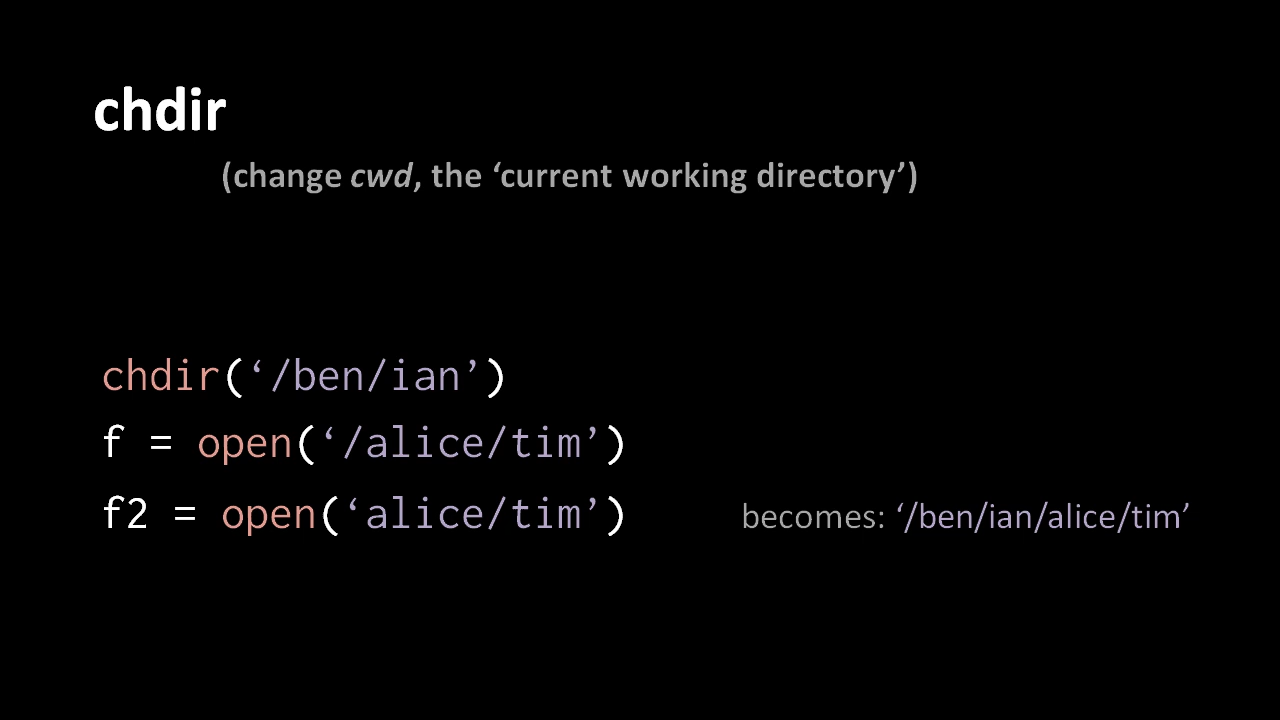 chdir
(change cwd, the ‘current working directory’)
chdir(‘/ben/ian’)
f = open(‘/alice/tim’)
f2 = open(‘alice/tim’) becomes: ‘/ben/ian/alice/tim’